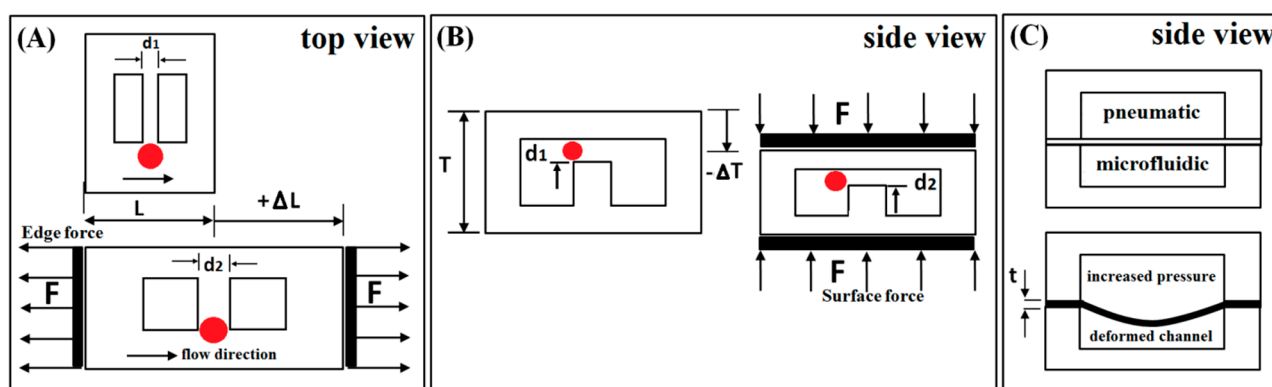 (A) top view
d1
L
+ΔL
Edge force
d2
F
F
flow direction
(B) side view
T
d1
-ΔT
F
d2
F
Surface force
(C) side view
pneumatic
microfluidic
t
increased pressure
deformed channel